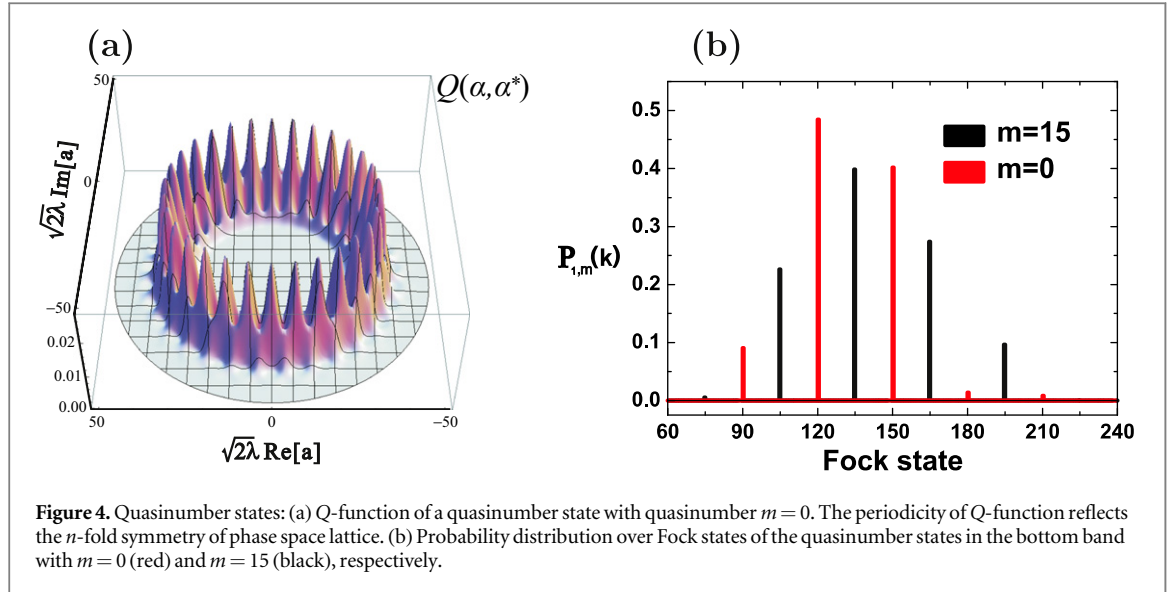 (a)
(b)
Q(α,α*)
50
0
−50
√2λ Im[a]
0.02
0.01
0.00
50
0
−50
√2λ Re[a]
0.5
0.4
0.3
0.2
0.1
0.0
P₁,ₘ(k)
m=15
m=0
60 90 120 150 180 210 240
Fock state
Figure 4. Quasinumber states: (a) Q-function of a quasinumber state with quasinumber m = 0. The periodicity of Q-function reflects
the n-fold symmetry of phase space lattice. (b) Probability distribution over Fock states of the quasinumber states in the bottom band
with m = 0 (red) and m = 15 (black), respectively.